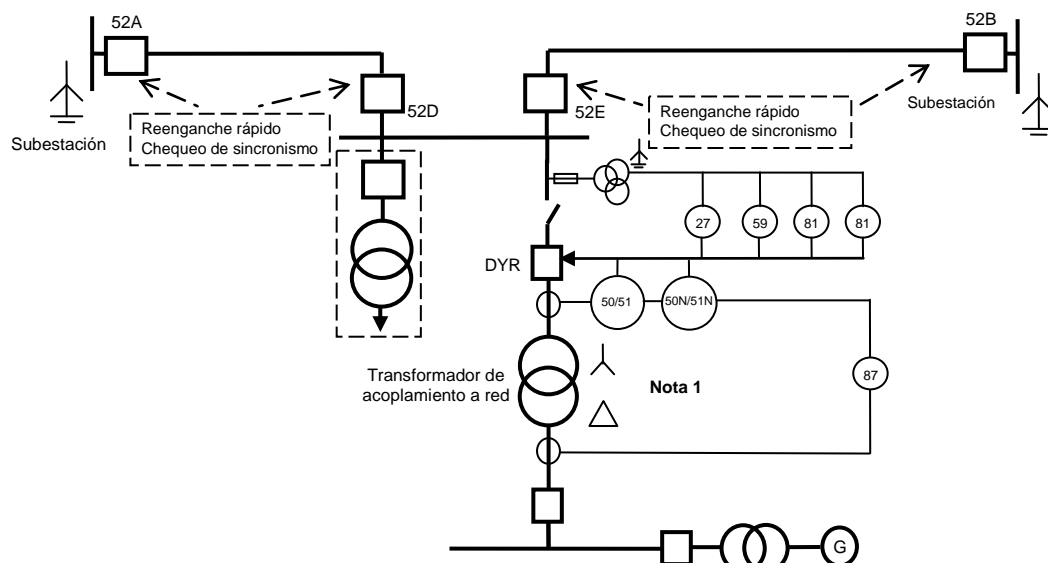 52A
52B
52D
52E
Reenganche rápido
Chequeo de sincronismo
Reenganche rápido
Chequeo de sincronismo
Subestación
Subestación
27
59
81
81
DYR
50/51
50N/51N
87
Transformador de
acoplamiento a red
Nota 1
G